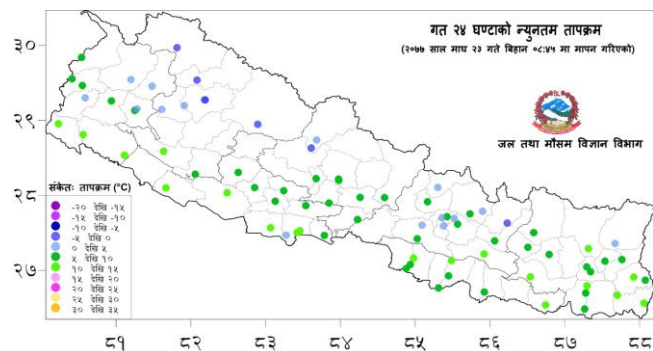 गत २४ घण्टाको न्युनतम तापक्रम
(२०७७ साल माघ २३ गते बिहान ०८:४५ मा मापन गरिएको)
जल तथा मौसम विज्ञान विभाग
३०
२९
२८
२७
संकेतः तापक्रम (°C)
-२० देखि -१५
-१५ देखि -१०
-१० देखि -५
-५ देखि ०
० देखि ५
५ देखि १०
१० देखि १५
१५ देखि २०
२० देखि २५
२५ देखि ३०
३० देखि ३५
८१ ८२ ८३ ८४ ८५ ८६ ८७ ८८